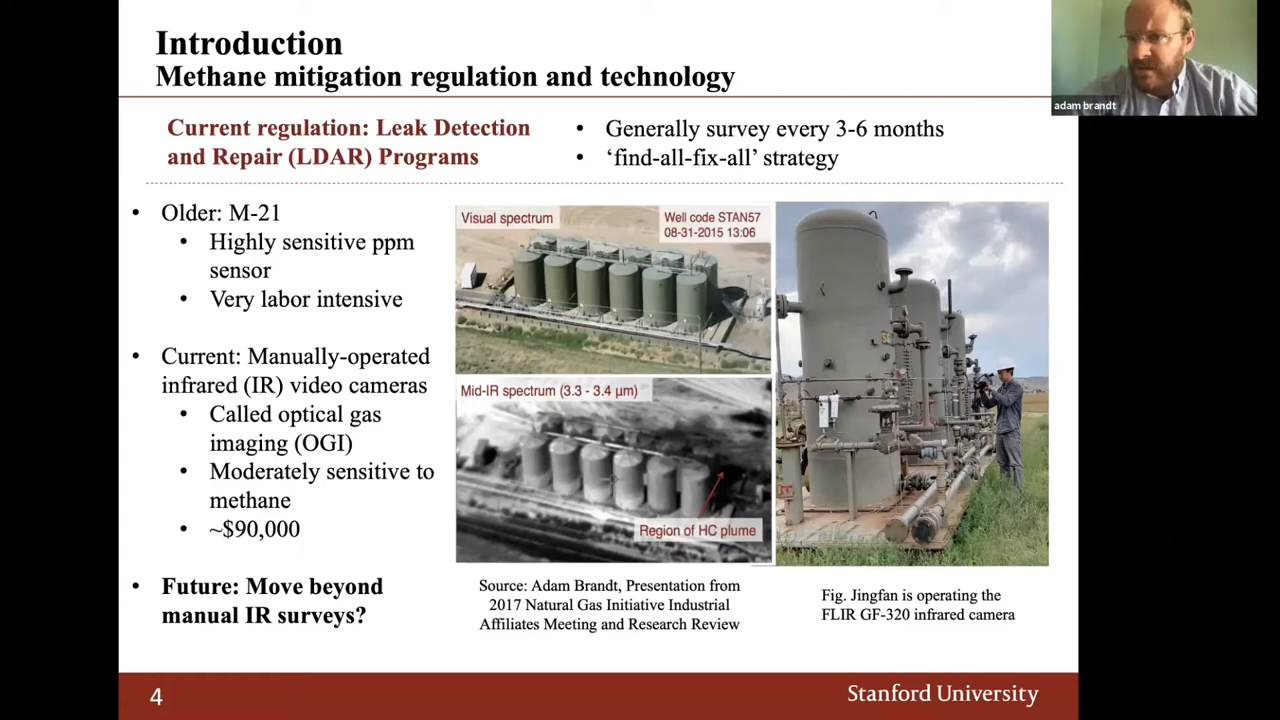 Introduction
Methane mitigation regulation and technology
adam brandt
Current regulation: Leak Detection
and Repair (LDAR) Programs
• Generally survey every 3-6 months
• ‘find-all-fix-all’ strategy
• Older: M-21
• Highly sensitive ppm
sensor
• Very labor intensive
• Current: Manually-operated
infrared (IR) video cameras
• Called optical gas
imaging (OGI)
• Moderately sensitive to
methane
• ~$90,000
• Future: Move beyond
manual IR surveys?
Visual spectrum
Well code STAN57
08-31-2015 13:06
Mid-IR spectrum (3.3 - 3.4 μm)
Region of HC plume
Source: Adam Brandt, Presentation from
2017 Natural Gas Initiative Industrial
Affiliates Meeting and Research Review
Fig. Jingfan is operating the
FLIR GF-320 infrared camera
4
Stanford University